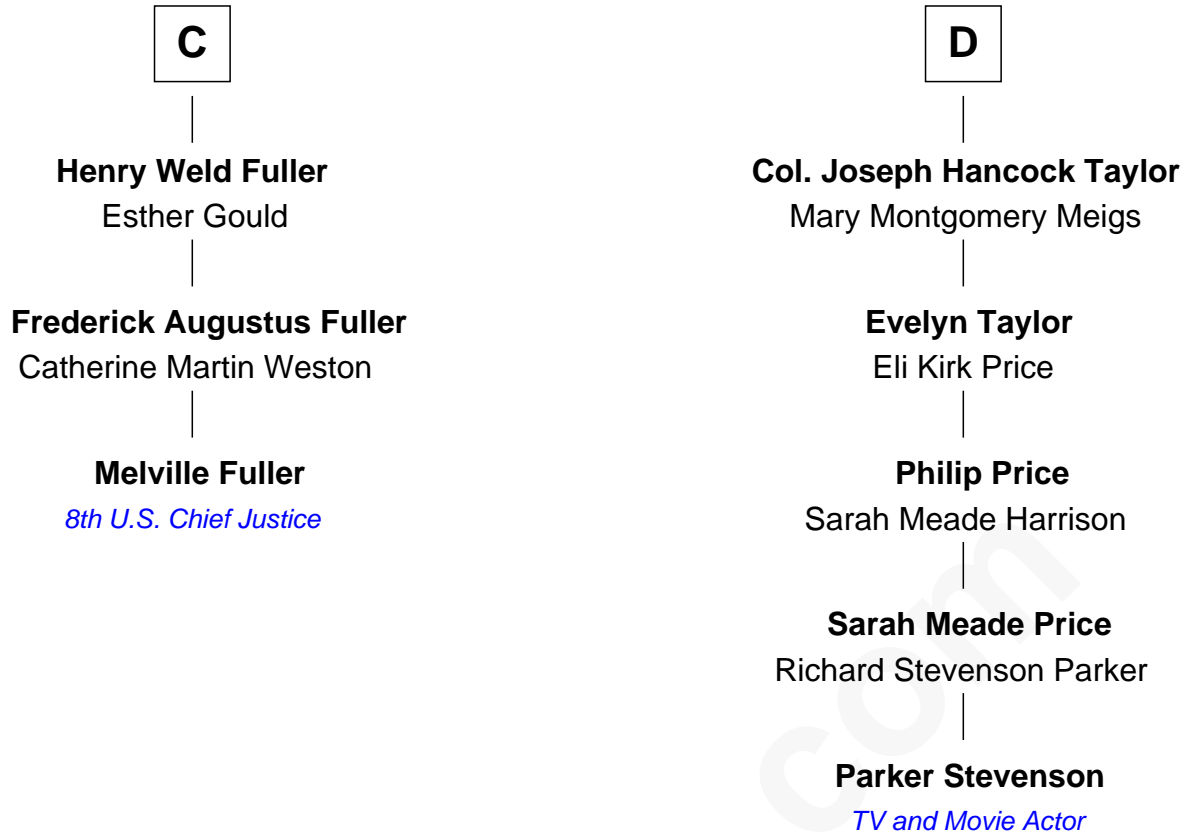 C
Henry Weld Fuller
Esther Gould
Frederick Augustus Fuller
Catherine Martin Weston
Melville Fuller
8th U.S. Chief Justice
D
Col. Joseph Hancock Taylor
Mary Montgomery Meigs
Evelyn Taylor
Eli Kirk Price
Philip Price
Sarah Meade Harrison
Sarah Meade Price
Richard Stevenson Parker
Parker Stevenson
TV and Movie Actor
com